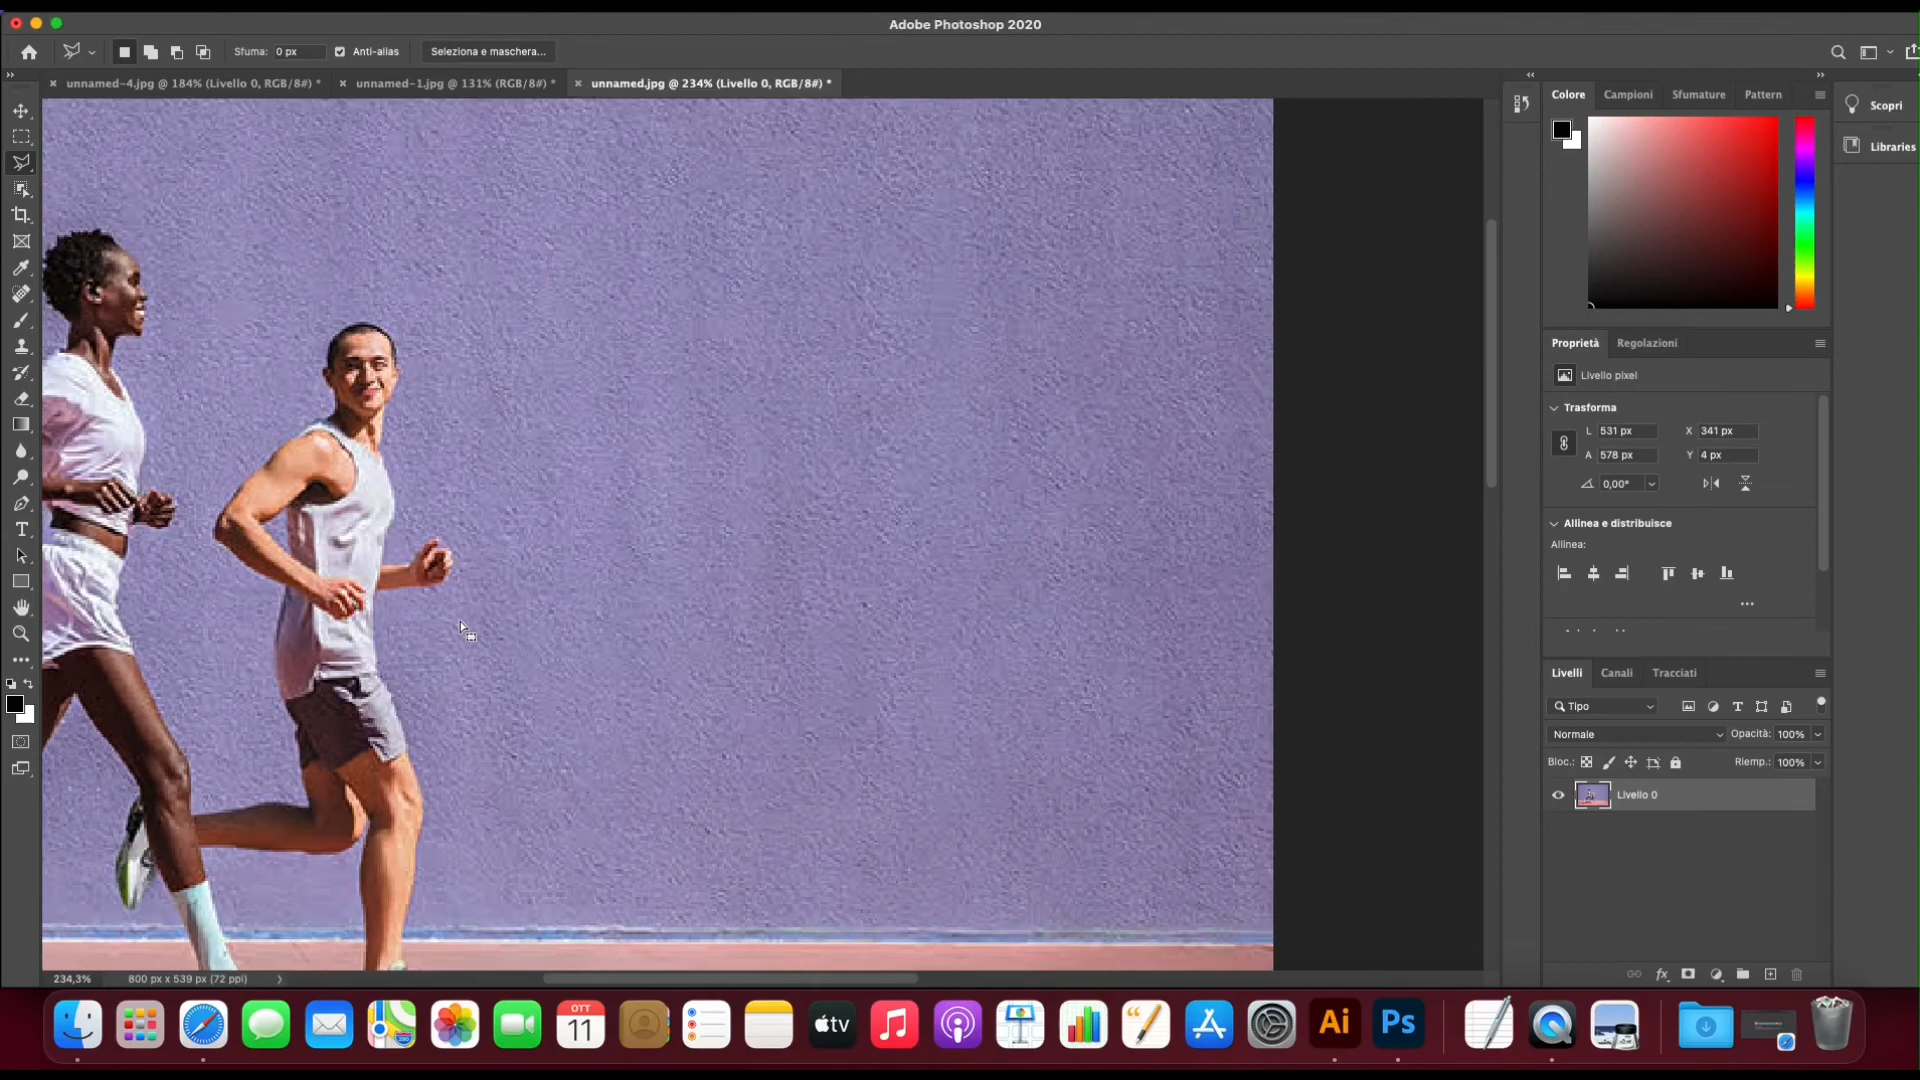 Adobe Photoshop 2020
Sfuma: 0 px Anti-alias Seleziona e maschera...
unnamed-4.jpg @ 184% (Livello 0, RGB/8#) *
unnamed-1.jpg @ 131% (RGB/8#) *
unnamed.jpg @ 234% (Livello 0, RGB/8#) *
Colore Campioni Sfumature Pattern
Scopri
Libraries
Proprietà Regolazioni
Livello pixel
Trasforma
L 531 px X 341 px
A 578 px Y 4 px
0,00°
Allinea e distribuisce
Allinea:
Livelli Canali Tracciati
Tipo
Normale Opacità: 100%
Bloc.: Riemp.: 100%
Livello 0
fx
234,3% 800 px x 539 px (72 ppi)
OTT
11
280
tv
Ai
Ps